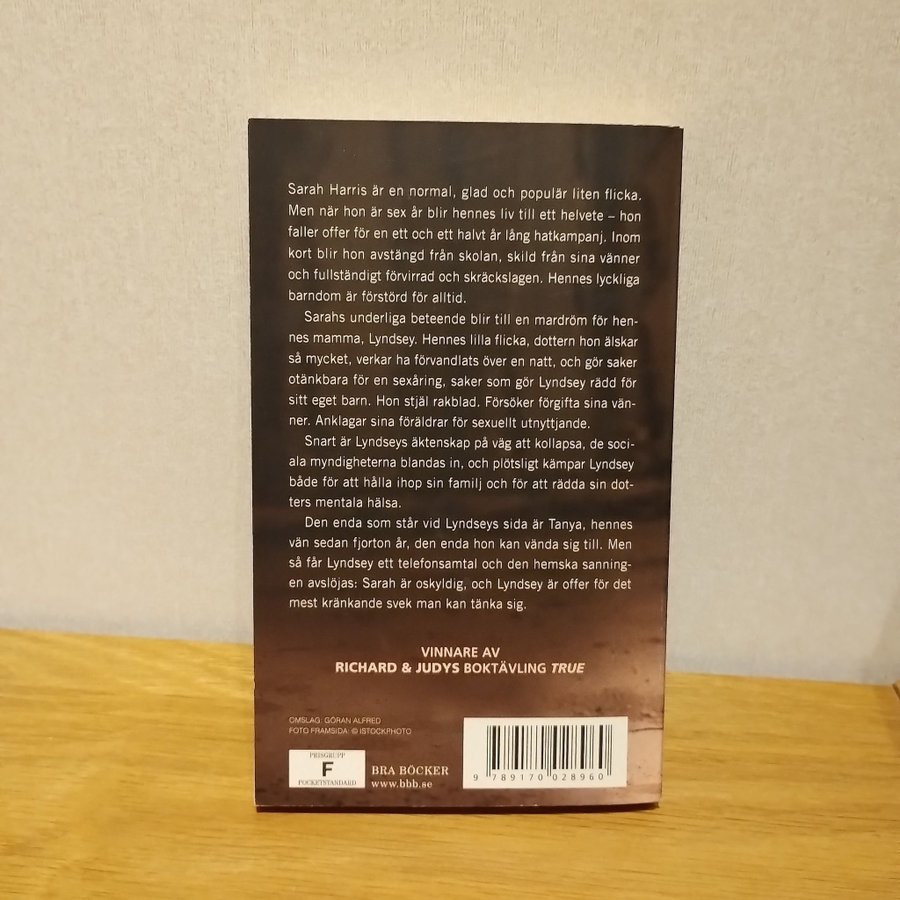 Sarah Harris är en normal, glad och populär liten flicka.
Men när hon är sex år blir hennes liv till ett helvete – hon
faller offer för en ett och ett halvt år lång hatkampanj. Inom
kort blir hon avstängd från skolan, skild från sina vänner
och fullständigt förvirrad och skräckslagen. Hennes lyckliga
barndom är förstörd för alltid.
Sarahs underliga beteende blir till en mardröm för hen-
nes mamma, Lyndsey. Hennes lilla flicka, dottern hon älskar
så mycket, verkar ha förvandlats över en natt, och gör saker
otänkbara för en sexåring, saker som gör Lyndsey rädd för
sitt eget barn. Hon stjäl rakblad. Försöker förgifta sina vän-
ner. Anklagar sina föräldrar för sexuellt utnyttjande.
Snart är Lyndseys äktenskap på väg att kollapsa, de soci-
ala myndigheterna blandas in, och plötsligt kämpar Lyndsey
både för att hålla ihop sin familj och för att rädda sin dot-
ters mentala hälsa.
Den enda som står vid Lyndseys sida är Tanya, hennes
vän sedan fjorton år, den enda hon kan vända sig till. Men
så får Lyndsey ett telefonsamtal och den hemska sanning-
en avslöjas: Sarah är oskyldig, och Lyndsey är offer för det
mest kränkande svek man kan tänka sig.
VINNARE AV
RICHARD & JUDYS BOKTÄVLING TRUE
OMSLAG: GÖRAN ALFRED
FOTO FRAMSIDA: © ISTOCKPHOTO
PRISGRUPP
F
POCKETSTANDARD
BRA BÖCKER
www.bbb.se
9 789170 028960